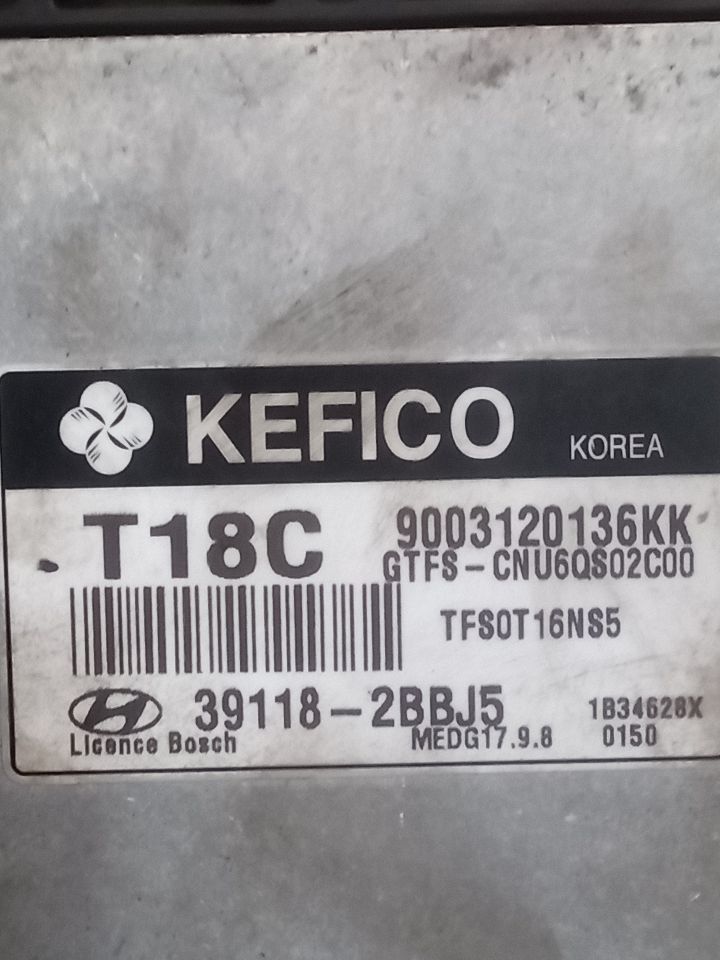 KEFICO KOREA
T18C 9003120136KK
GTFS-CNU6QS02C00
TFS0T16NS5
39118-2BBJ5 1B34628X
Licence Bosch MEDG17.9.8 0150